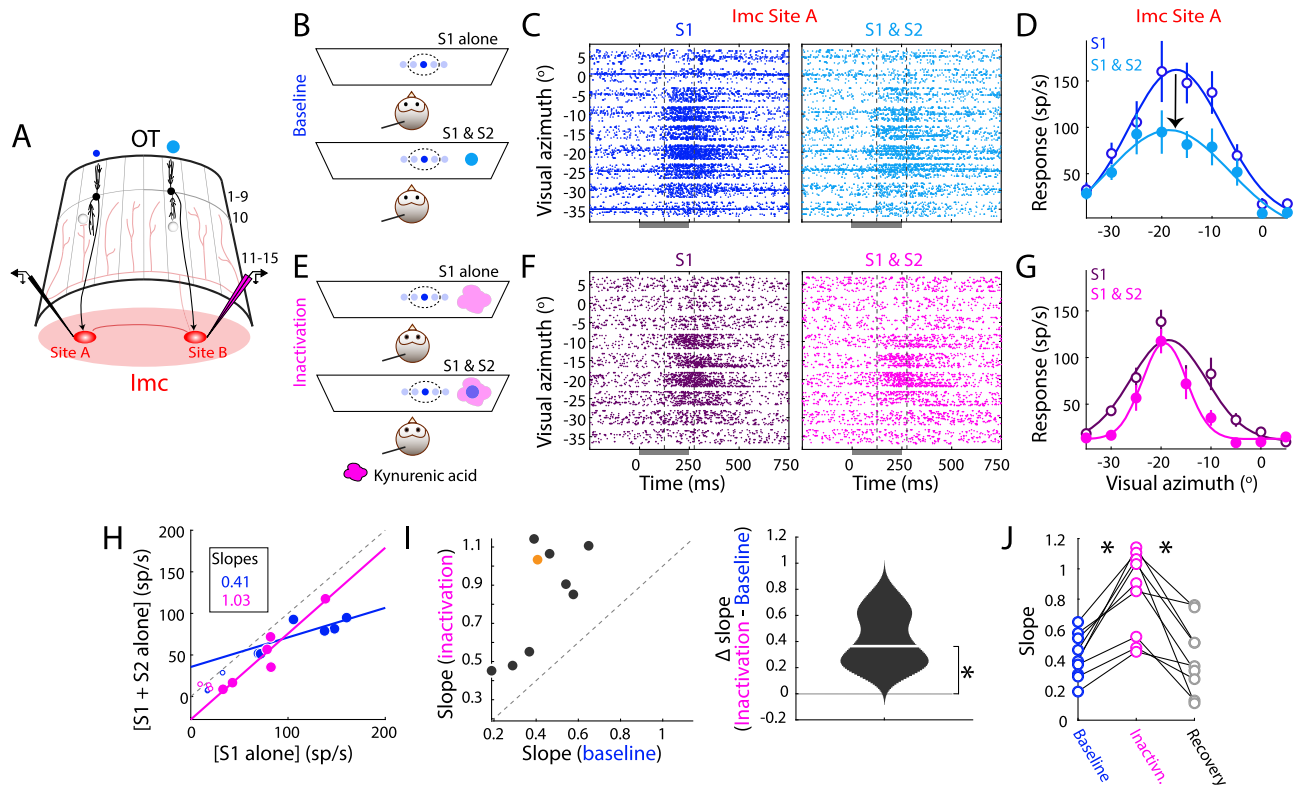 A
OT
1-9
10
11-15
Site A
Site B
Imc
B
Baseline
S1 alone
S1 & S2
C
Imc Site A
S1
S1 & S2
Visual azimuth (o)
5
0
-5
-10
-15
-20
-25
-30
-35
D
Imc Site A
S1
S1 & S2
Response (sp/s)
150
100
50
-30
-20
-10
0
E
Inactivation
S1 alone
S1 & S2
Kynurenic acid
F
S1
S1 & S2
Visual azimuth (o)
5
0
-5
-10
-15
-20
-25
-30
-35
0 250 500 750
0 250 500 750
Time (ms)
Time (ms)
G
S1
S1 & S2
Response (sp/s)
150
100
50
-30 -20 -10 0
Visual azimuth (o)
H
[S1 + S2 alone] (sp/s)
200
150
100
50
0
Slopes
0.41
1.03
0 100 200
[S1 alone] (sp/s)
I
Slope (inactivation)
1.1
0.9
0.7
0.5
0.3
0.2 0.4 0.6 0.8 1
Slope (baseline)
Δ slope
(Inactivation - Baseline)
1.2
1
0.8
0.6
0.4
0.2
0
-0.2
*
J
Slope
1.2
1
0.8
0.6
0.4
0.2
0
* *
Baseline
Inactivn.
Recovery